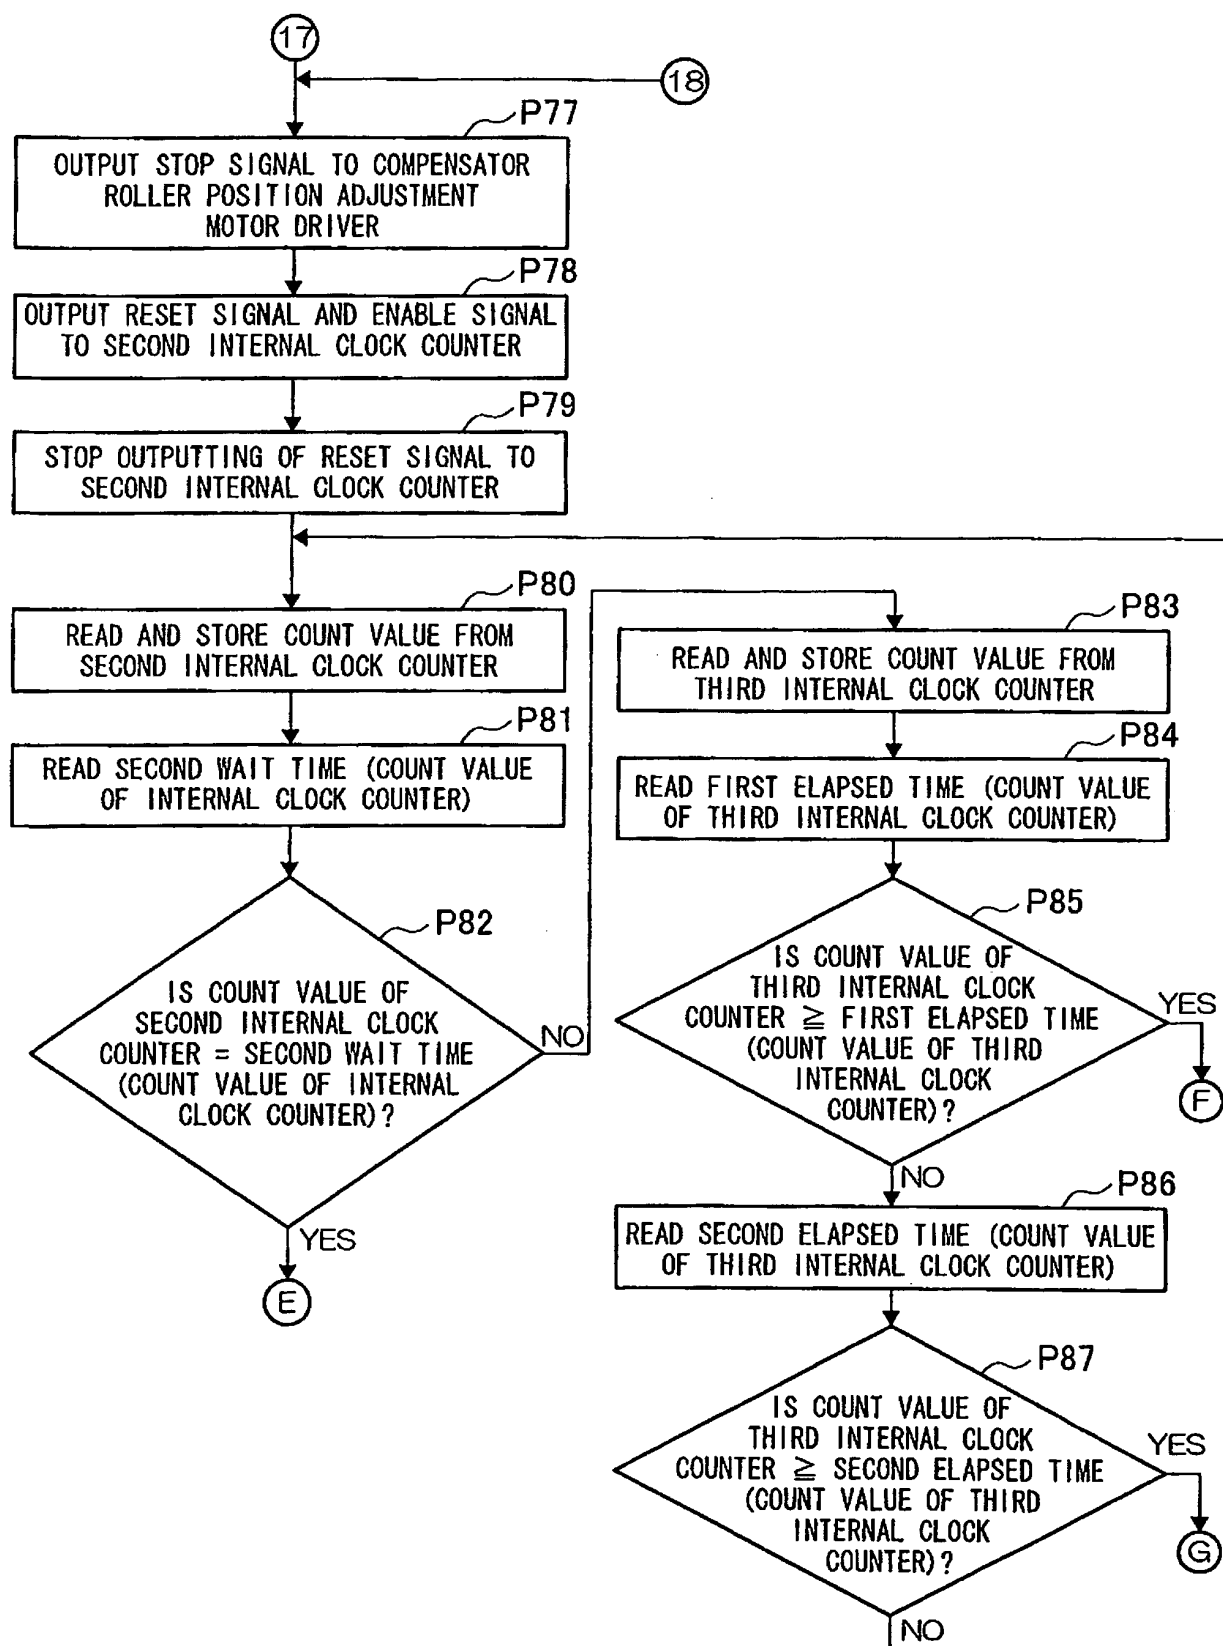 17
18
P77
OUTPUT STOP SIGNAL TO COMPENSATOR
ROLLER POSITION ADJUSTMENT
MOTOR DRIVER
P78
OUTPUT RESET SIGNAL AND ENABLE SIGNAL
TO SECOND INTERNAL CLOCK COUNTER
P79
STOP OUTPUTTING OF RESET SIGNAL TO
SECOND INTERNAL CLOCK COUNTER
P80
READ AND STORE COUNT VALUE FROM
SECOND INTERNAL CLOCK COUNTER
P81
READ SECOND WAIT TIME (COUNT VALUE
OF INTERNAL CLOCK COUNTER)
P82
IS COUNT VALUE OF
SECOND INTERNAL CLOCK
COUNTER = SECOND WAIT TIME
(COUNT VALUE OF INTERNAL
CLOCK COUNTER)?
NO
YES
E
P83
READ AND STORE COUNT VALUE FROM
THIRD INTERNAL CLOCK COUNTER
P84
READ FIRST ELAPSED TIME (COUNT VALUE
OF THIRD INTERNAL CLOCK COUNTER)
P85
IS COUNT VALUE OF
THIRD INTERNAL CLOCK
COUNTER ≧ FIRST ELAPSED TIME
(COUNT VALUE OF THIRD
INTERNAL CLOCK
COUNTER)?
YES
F
NO
P86
READ SECOND ELAPSED TIME (COUNT VALUE
OF THIRD INTERNAL CLOCK COUNTER)
P87
IS COUNT VALUE OF
THIRD INTERNAL CLOCK
COUNTER ≧ SECOND ELAPSED TIME
(COUNT VALUE OF THIRD
INTERNAL CLOCK
COUNTER)?
YES
G
NO